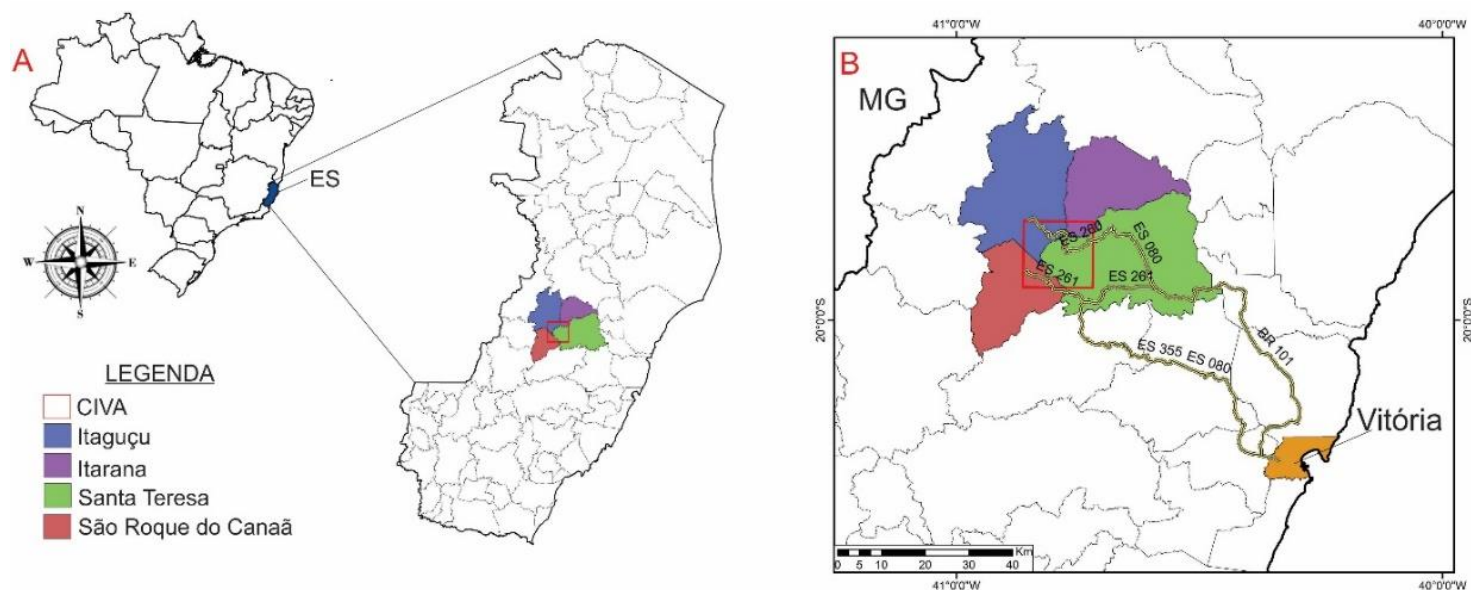 A
ES
N
W
E
S
LEGENDA
CIVA
Itaguçu
Itarana
Santa Teresa
São Roque do Canaã
41°0'0"W
40°0'0"W
B
MG
ES 260
ES 080
ES 261
ES 261
20°0'0"S
20°0'0"S
ES 355 ES 080
BR 101
Vitória
Km
0 5 10 20 30 40
41°0'0"W
40°0'0"W